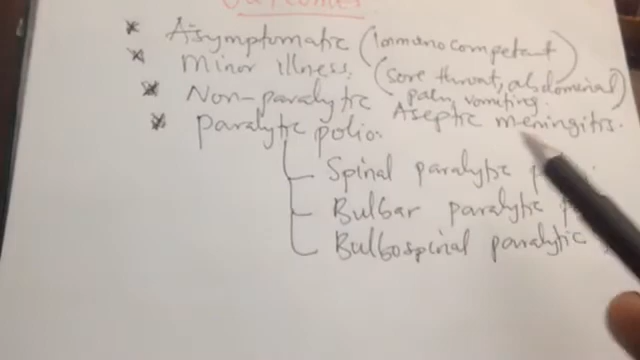 Outcomes
* Asymptomatic (immunocompetent)
* Minor illness. (sore throat, abdominal
pain, vomiting.)
* Non-paralytic Aseptic meningitis.
* Paralytic polio.
Spinal paralytic
Bulbar paralytic
Bulbospinal paralytic